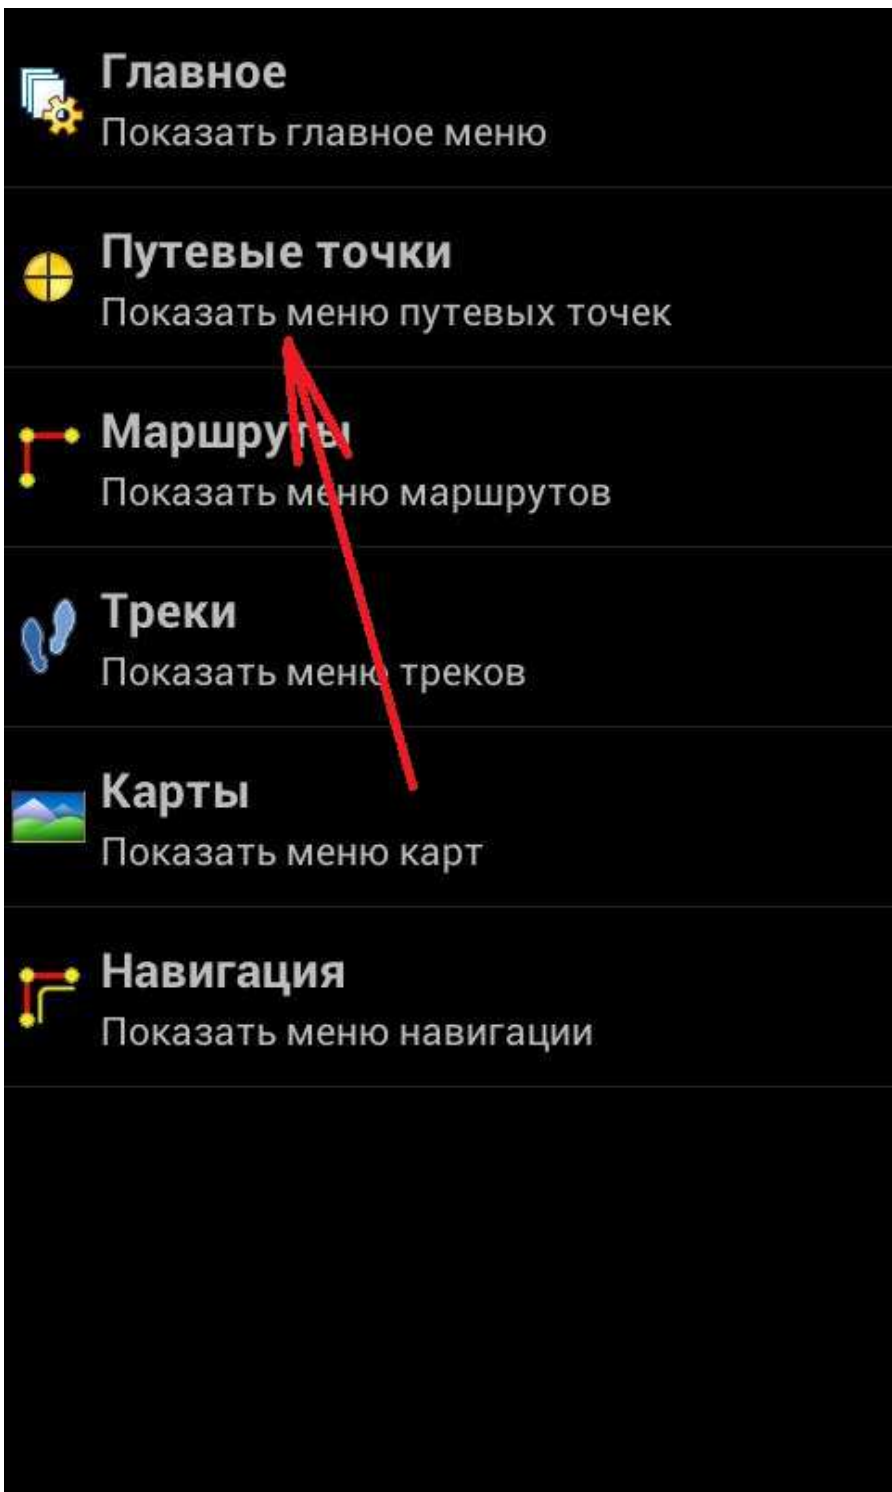 Главное
Показать главное меню
Путевые точки
Показать меню путевых точек
Маршруты
Показать меню маршрутов
Треки
Показать меню треков
Карты
Показать меню карт
Навигация
Показать меню навигации